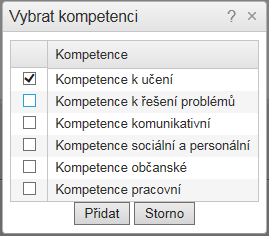 Vybrat kompetenci ? ×
Kompetence
Kompetence k učení
Kompetence k řešení problémů
Kompetence komunikativní
Kompetence sociální a personální
Kompetence občanské
Kompetence pracovní
Přidat Storno